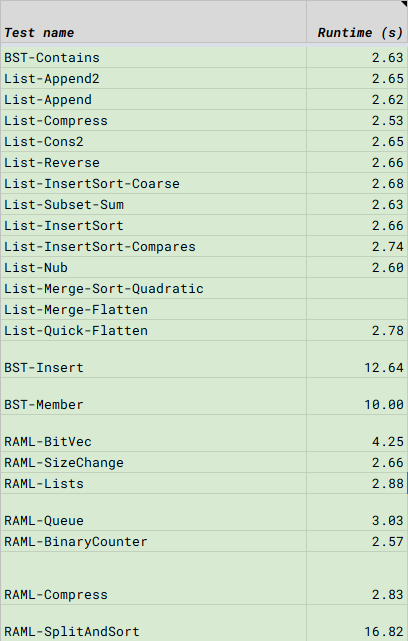 Test name Runtime (s)
BST-Contains 2.63
List-Append2 2.65
List-Append 2.62
List-Compress 2.53
List-Cons2 2.65
List-Reverse 2.66
List-InsertSort-Coarse 2.68
List-Subset-Sum 2.63
List-InsertSort 2.66
List-InsertSort-Compares 2.74
List-Nub 2.60
List-Merge-Sort-Quadratic
List-Merge-Flatten
List-Quick-Flatten 2.78
BST-Insert 12.64
BST-Member 10.00
RAML-BitVec 4.25
RAML-SizeChange 2.66
RAML-Lists 2.88
RAML-Queue 3.03
RAML-BinaryCounter 2.57
RAML-Compress 2.83
RAML-SplitAndSort 16.82